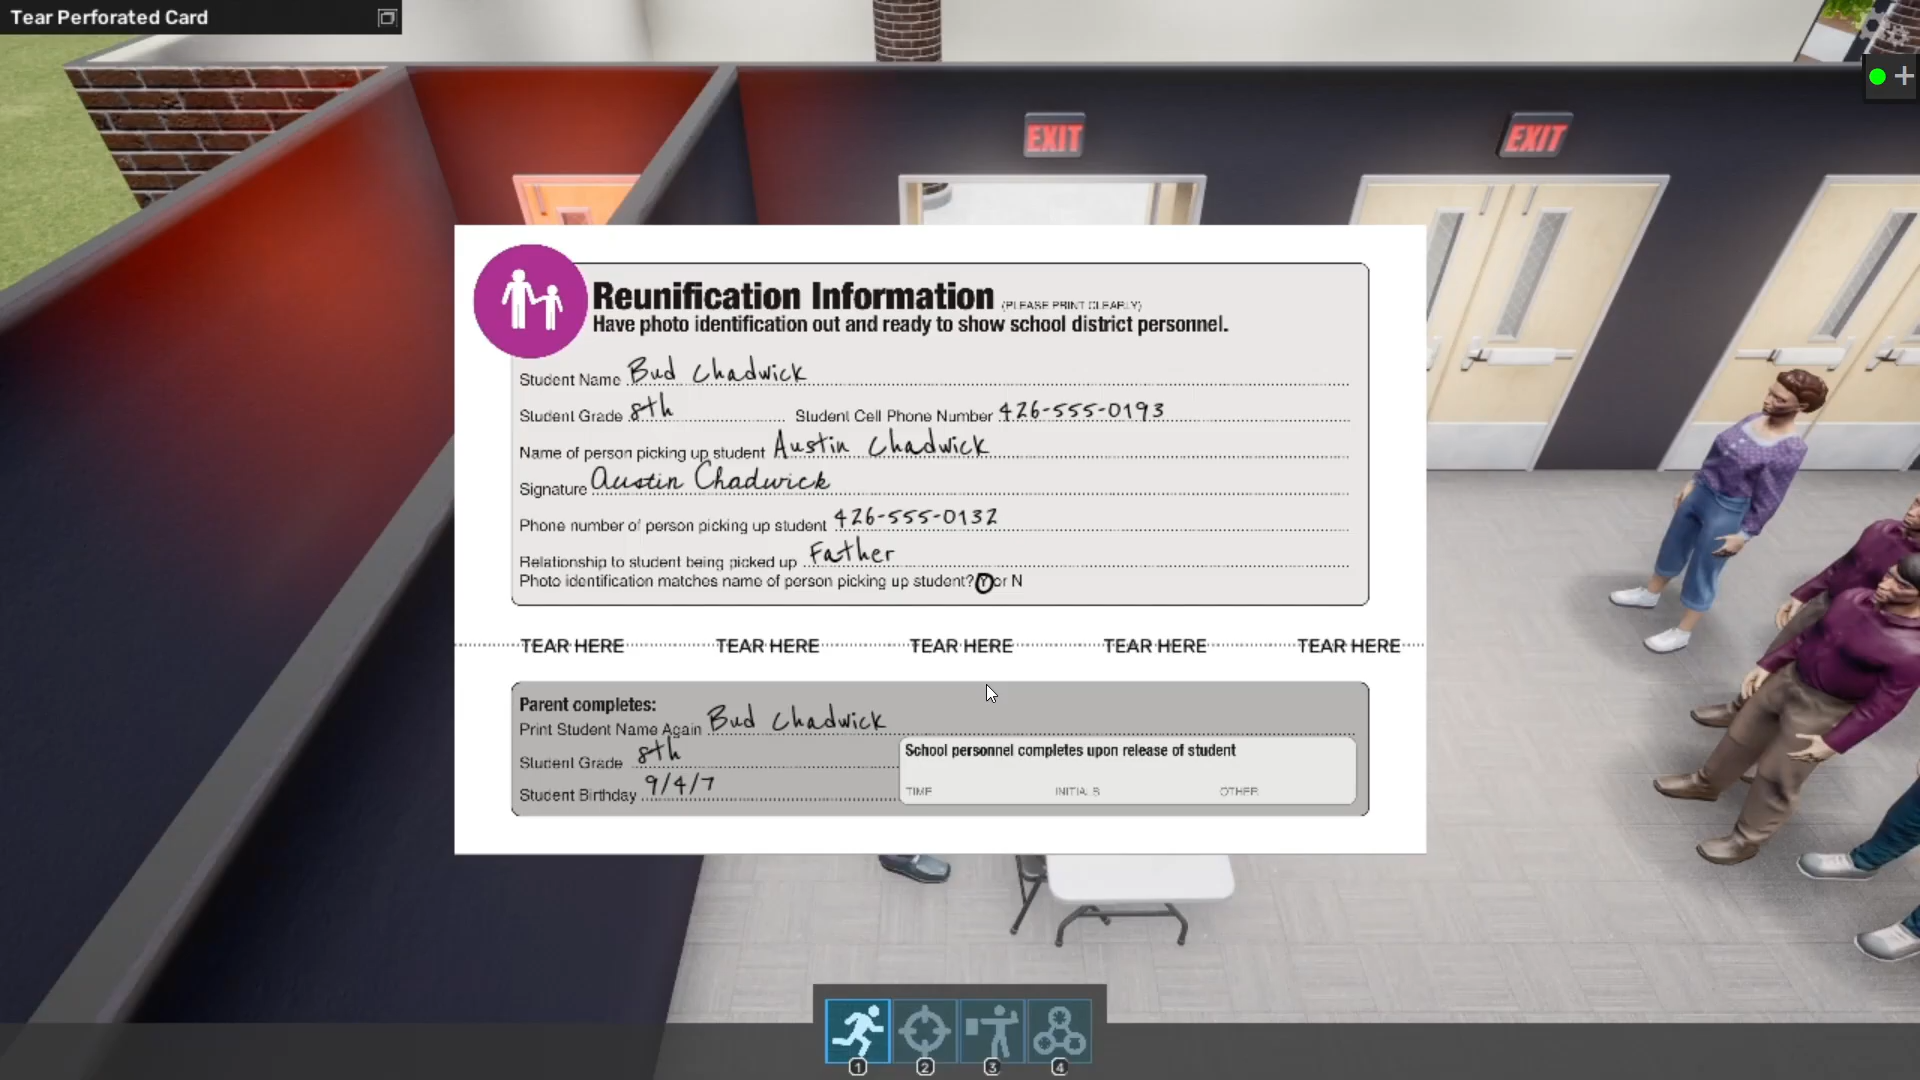 Tear Perforated Card
EXIT
EXIT
Reunification Information (PLEASE PRINT CLEARLY)
Have photo identification out and ready to show school district personnel.
Student Name Bud Chadwick
Student Grade 8th Student Cell Phone Number 426-555-0193
Name of person picking up student Austin Chadwick
Signature Austin Chadwick
Phone number of person picking up student 426-555-0132
Relationship to student being picked up Father
Photo identification matches name of person picking up student? Y or N
TEAR HERE TEAR HERE TEAR HERE TEAR HERE TEAR HERE
Parent completes:
Print Student Name Again Bud Chadwick
Student Grade 8th
Student Birthday 9/4/7
School personnel completes upon release of student
TIME INITIALS OTHER
1 2 3 4